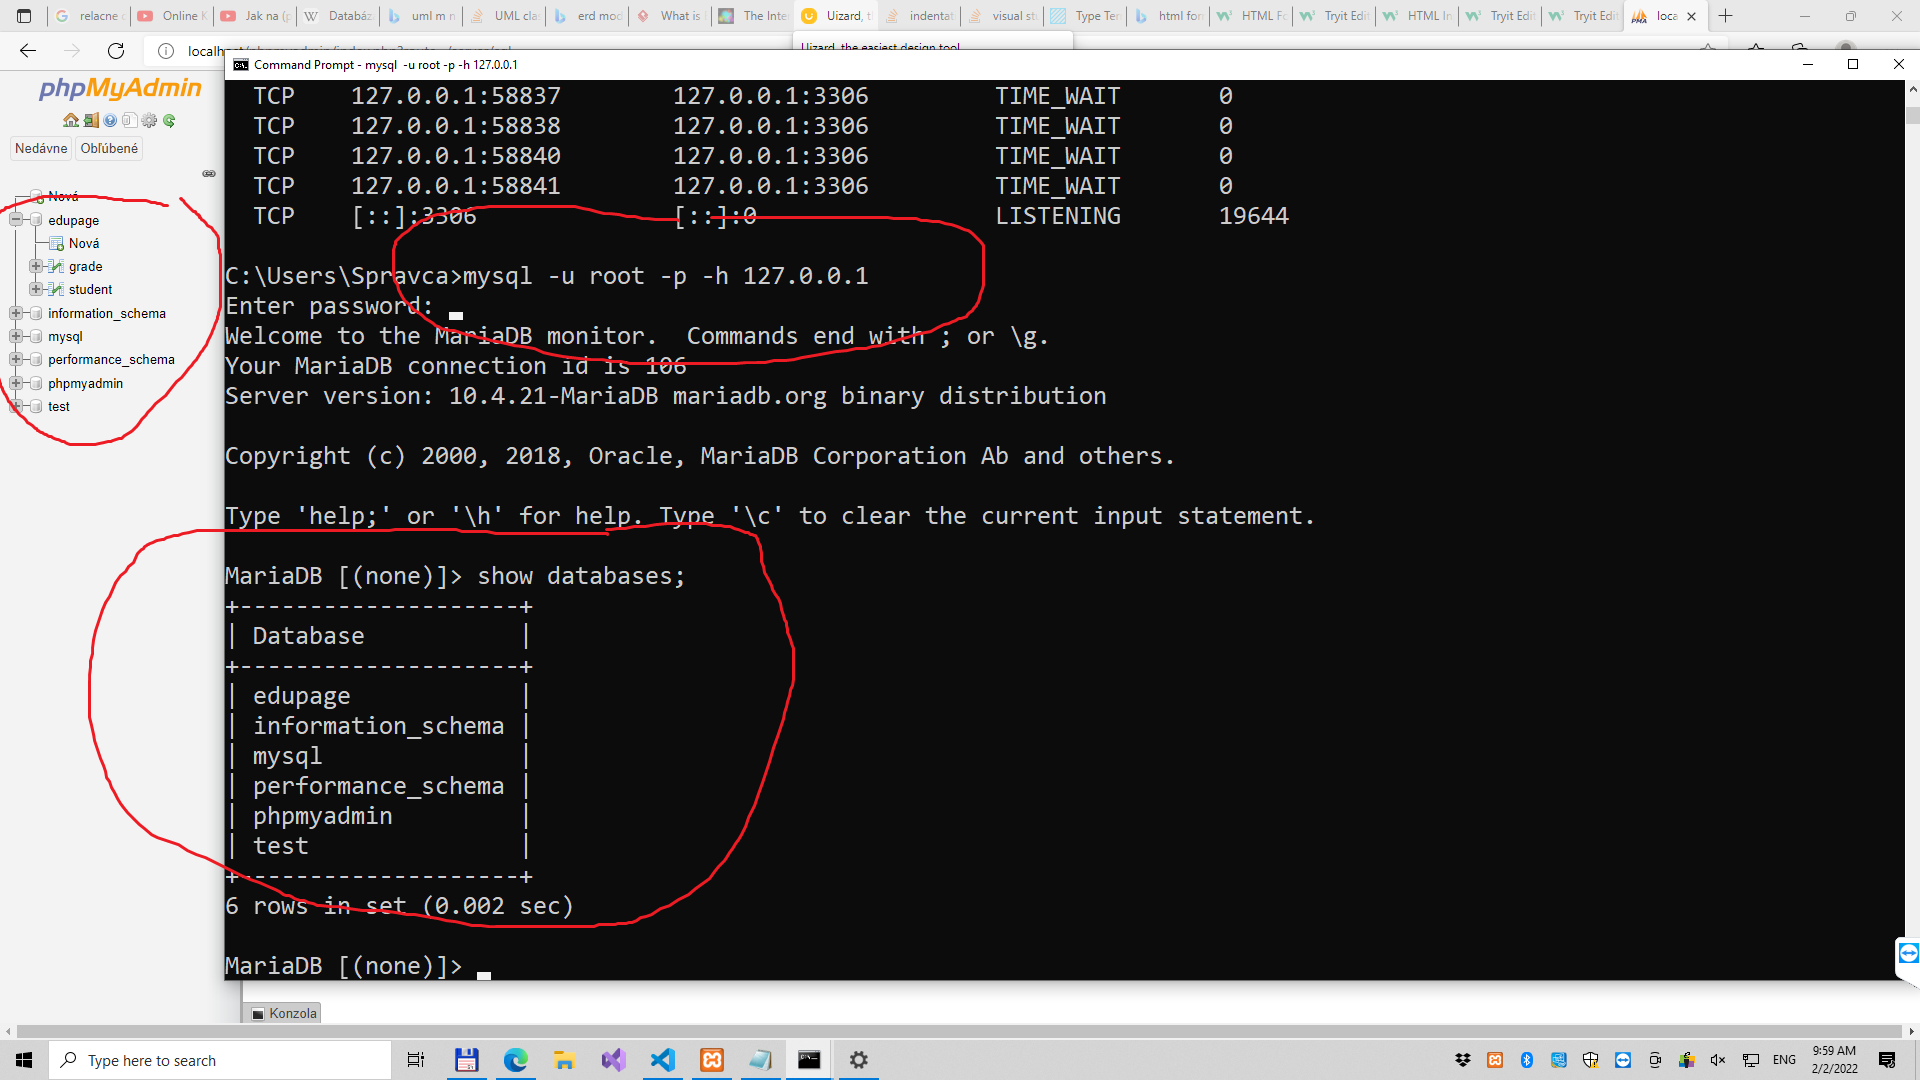 relacne
Online K
Jak na (p
Databáz
uml m n
UML cla
erd mod
What is
The Inte
Uizard, t
indentat
visual stu
Type Ter
html for
HTML Fo
Tryit Edit
HTML In
Tryit Edit
Tryit Edit
loca
Uizard, the easiest design tool
phpMyAdmin
Nedávne Obľúbené
Nová
edupage
Nová
grade
student
information_schema
mysql
performance_schema
phpmyadmin
test
Command Prompt - mysql -u root -p -h 127.0.0.1
TCP 127.0.0.1:58837 127.0.0.1:3306 TIME_WAIT 0
TCP 127.0.0.1:58838 127.0.0.1:3306 TIME_WAIT 0
TCP 127.0.0.1:58840 127.0.0.1:3306 TIME_WAIT 0
TCP 127.0.0.1:58841 127.0.0.1:3306 TIME_WAIT 0
TCP [::]:3306 [::]:0 LISTENING 19644
C:\Users\Spravca>mysql -u root -p -h 127.0.0.1
Enter password:
Welcome to the MariaDB monitor. Commands end with ; or \g.
Your MariaDB connection id is 106
Server version: 10.4.21-MariaDB mariadb.org binary distribution
Copyright (c) 2000, 2018, Oracle, MariaDB Corporation Ab and others.
Type 'help;' or '\h' for help. Type '\c' to clear the current input statement.
MariaDB [(none)]> show databases;
+--------------------+
| Database           |
+--------------------+
| edupage            |
| information_schema |
| mysql              |
| performance_schema |
| phpmyadmin         |
| test               |
+--------------------+
6 rows in set (0.002 sec)
MariaDB [(none)]>
Konzola
Type here to search
ENG
9:59 AM
2/2/2022